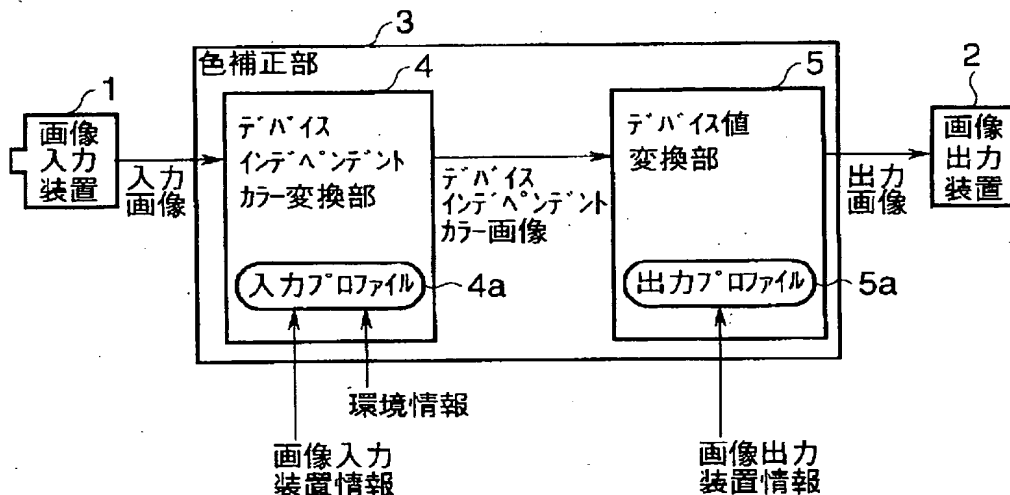 3
色補正部
1
画像
入力
装置
入力
画像
4
デバイス
インデペンデント
カラー変換部
入力プロファイル
4a
デバイス
インデペンデント
カラー画像
5
デバイス値
変換部
出力プロファイル
5a
出力
画像
2
画像
出力
装置
環境情報
画像入力
装置情報
画像出力
装置情報